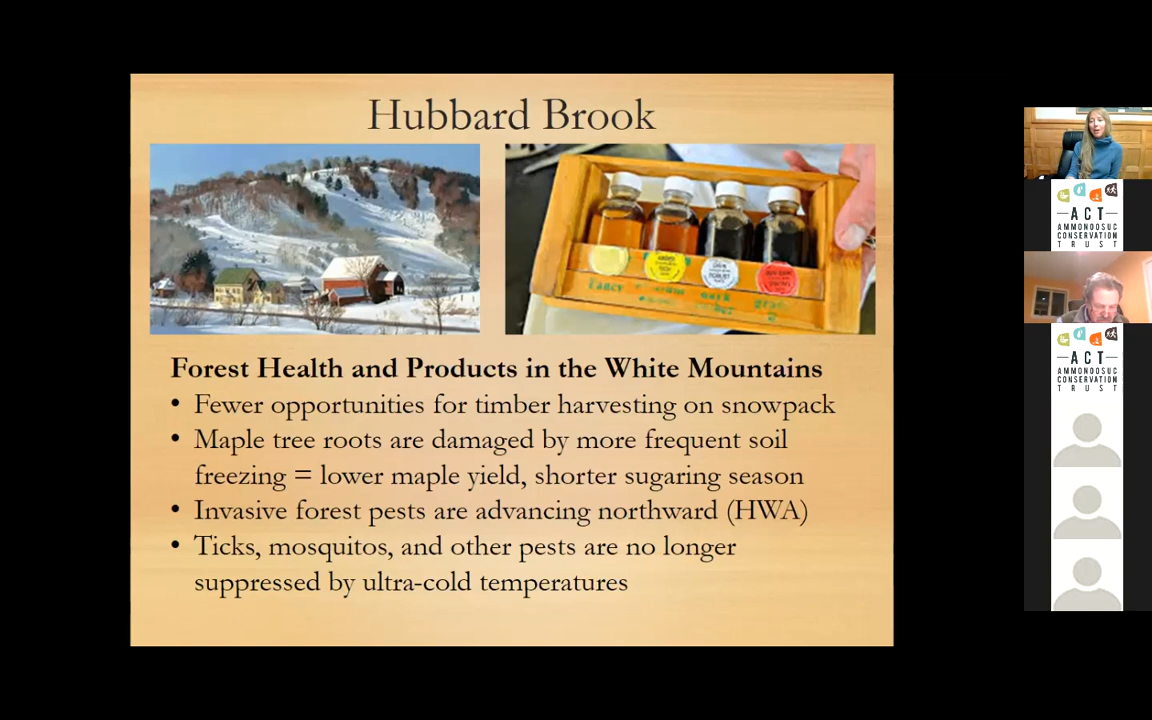 Hubbard Brook
Forest Health and Products in the White Mountains
• Fewer opportunities for timber harvesting on snowpack
• Maple tree roots are damaged by more frequent soil
freezing = lower maple yield, shorter sugaring season
• Invasive forest pests are advancing northward (HWA)
• Ticks, mosquitos, and other pests are no longer
suppressed by ultra-cold temperatures
ACT
AMMONOOSUC
CONSERVATION
TRUST
ACT
AMMONOOSUC
CONSERVATION
TRUST